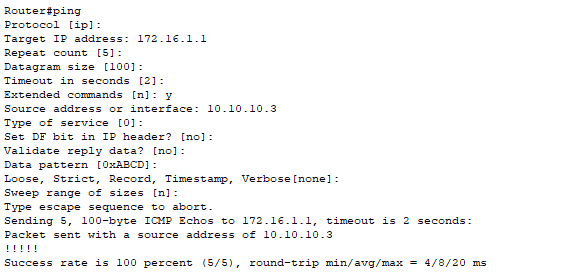 Router#ping
Protocol [ip]:
Target IP address: 172.16.1.1
Repeat count [5]:
Datagram size [100]:
Timeout in seconds [2]:
Extended commands [n]: y
Source address or interface: 10.10.10.3
Type of service [0]:
Set DF bit in IP header? [no]:
Validate reply data? [no]:
Data pattern [0xABCD]:
Loose, Strict, Record, Timestamp, Verbose[none]:
Sweep range of sizes [n]:
Type escape sequence to abort.
Sending 5, 100-byte ICMP Echos to 172.16.1.1, timeout is 2 seconds:
Packet sent with a source address of 10.10.10.3
!!!!!
Success rate is 100 percent (5/5), round-trip min/avg/max = 4/8/20 ms